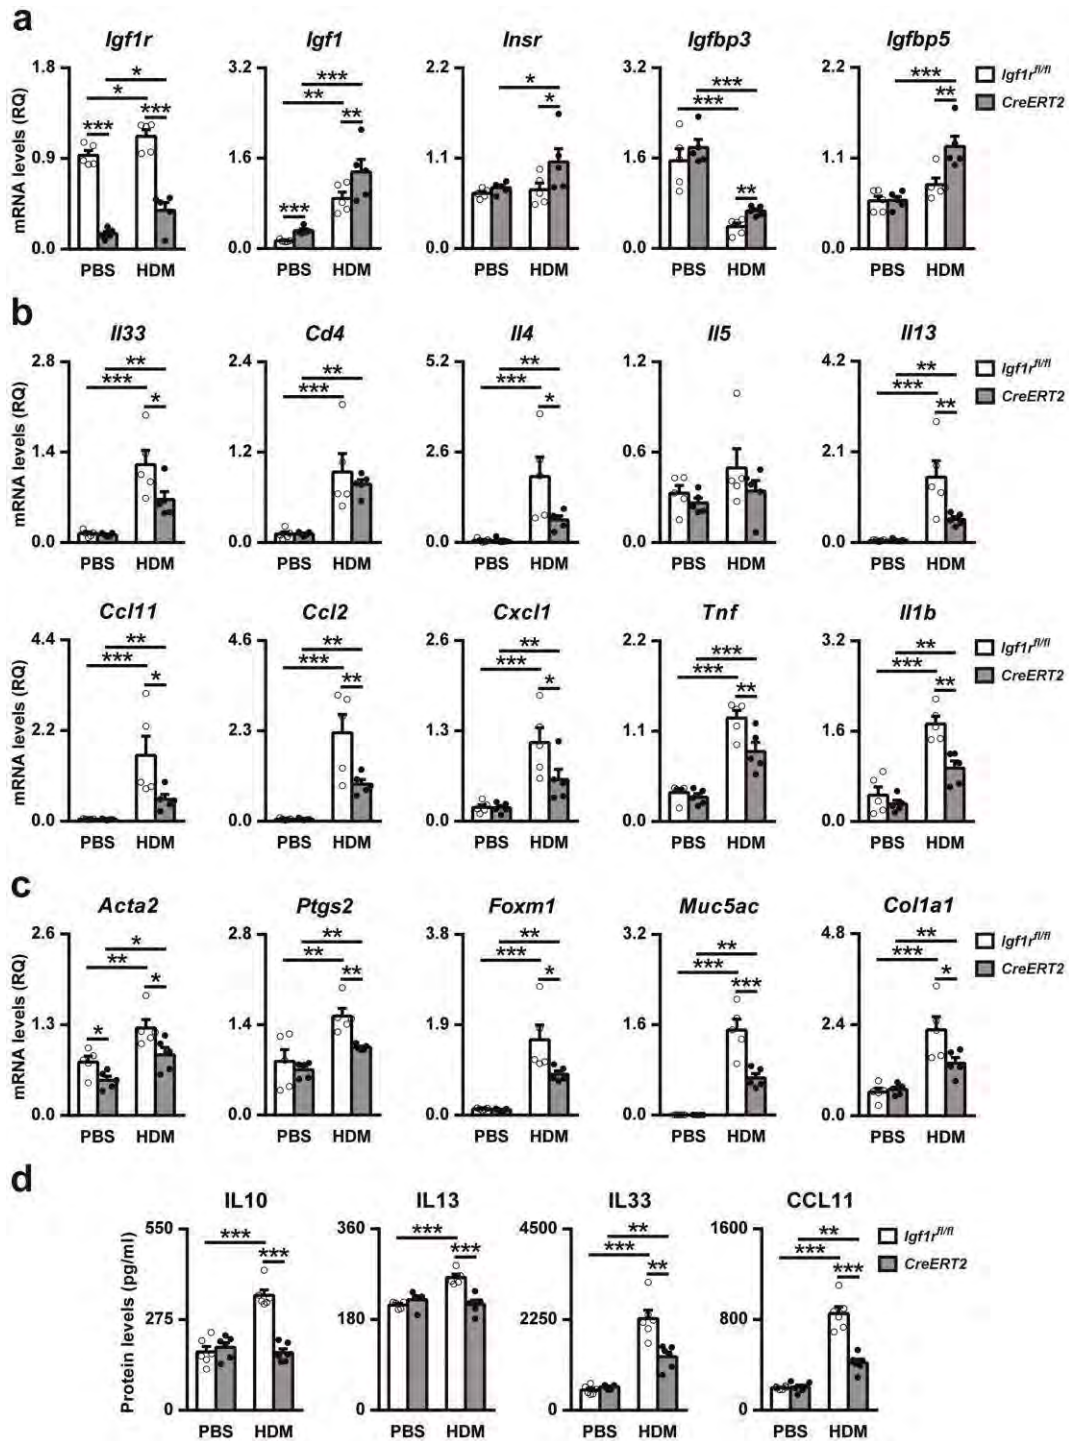 a
Igf1r Igf1 Insr Igfbp3 Igfbp5
mRNA levels (RQ)
1.8 3.2 2.2 3.2 2.2
* *** * *** *** Igf1r^fl/fl
* ** * *** ** CreERT2
*** *** ** **
0.9 1.6 1.1 1.6 1.1
***
0.0 0.0 0.0 0.0 0.0
PBS HDM PBS HDM PBS HDM PBS HDM PBS HDM
b
Il33 Cd4 Il4 Il5 Il13
mRNA levels (RQ)
2.8 2.4 5.2 1.2 4.2
** ** ** ** Igf1r^fl/fl
*** *** *** *** CreERT2
* * **
1.4 1.2 2.6 0.6 2.1
0.0 0.0 0.0 0.0 0.0
PBS HDM PBS HDM PBS HDM PBS HDM PBS HDM
Ccl11 Ccl2 Cxcl1 Tnf Il1b
mRNA levels (RQ)
4.4 4.6 2.6 2.2 3.2
** ** ** *** ** Igf1r^fl/fl
*** *** *** *** *** CreERT2
* ** * ** **
2.2 2.3 1.3 1.1 1.6
0.0 0.0 0.0 0.0 0.0
PBS HDM PBS HDM PBS HDM PBS HDM PBS HDM
c
Acta2 Ptgs2 Foxm1 Muc5ac Col1a1
mRNA levels (RQ)
2.6 2.8 3.8 3.2 4.8
* ** ** ** ** Igf1r^fl/fl
** ** *** *** *** CreERT2
* ** * *** *
1.3 1.4 1.9 1.6 2.4
*
0.0 0.0 0.0 0.0 0.0
PBS HDM PBS HDM PBS HDM PBS HDM PBS HDM
d
IL10 IL13 IL33 CCL11
Protein levels (pg/ml)
550 360 4500 1600
*** *** ** ** Igf1r^fl/fl
*** *** *** *** CreERT2
** ***
275 180 2250 800
0 0 0 0
PBS HDM PBS HDM PBS HDM PBS HDM